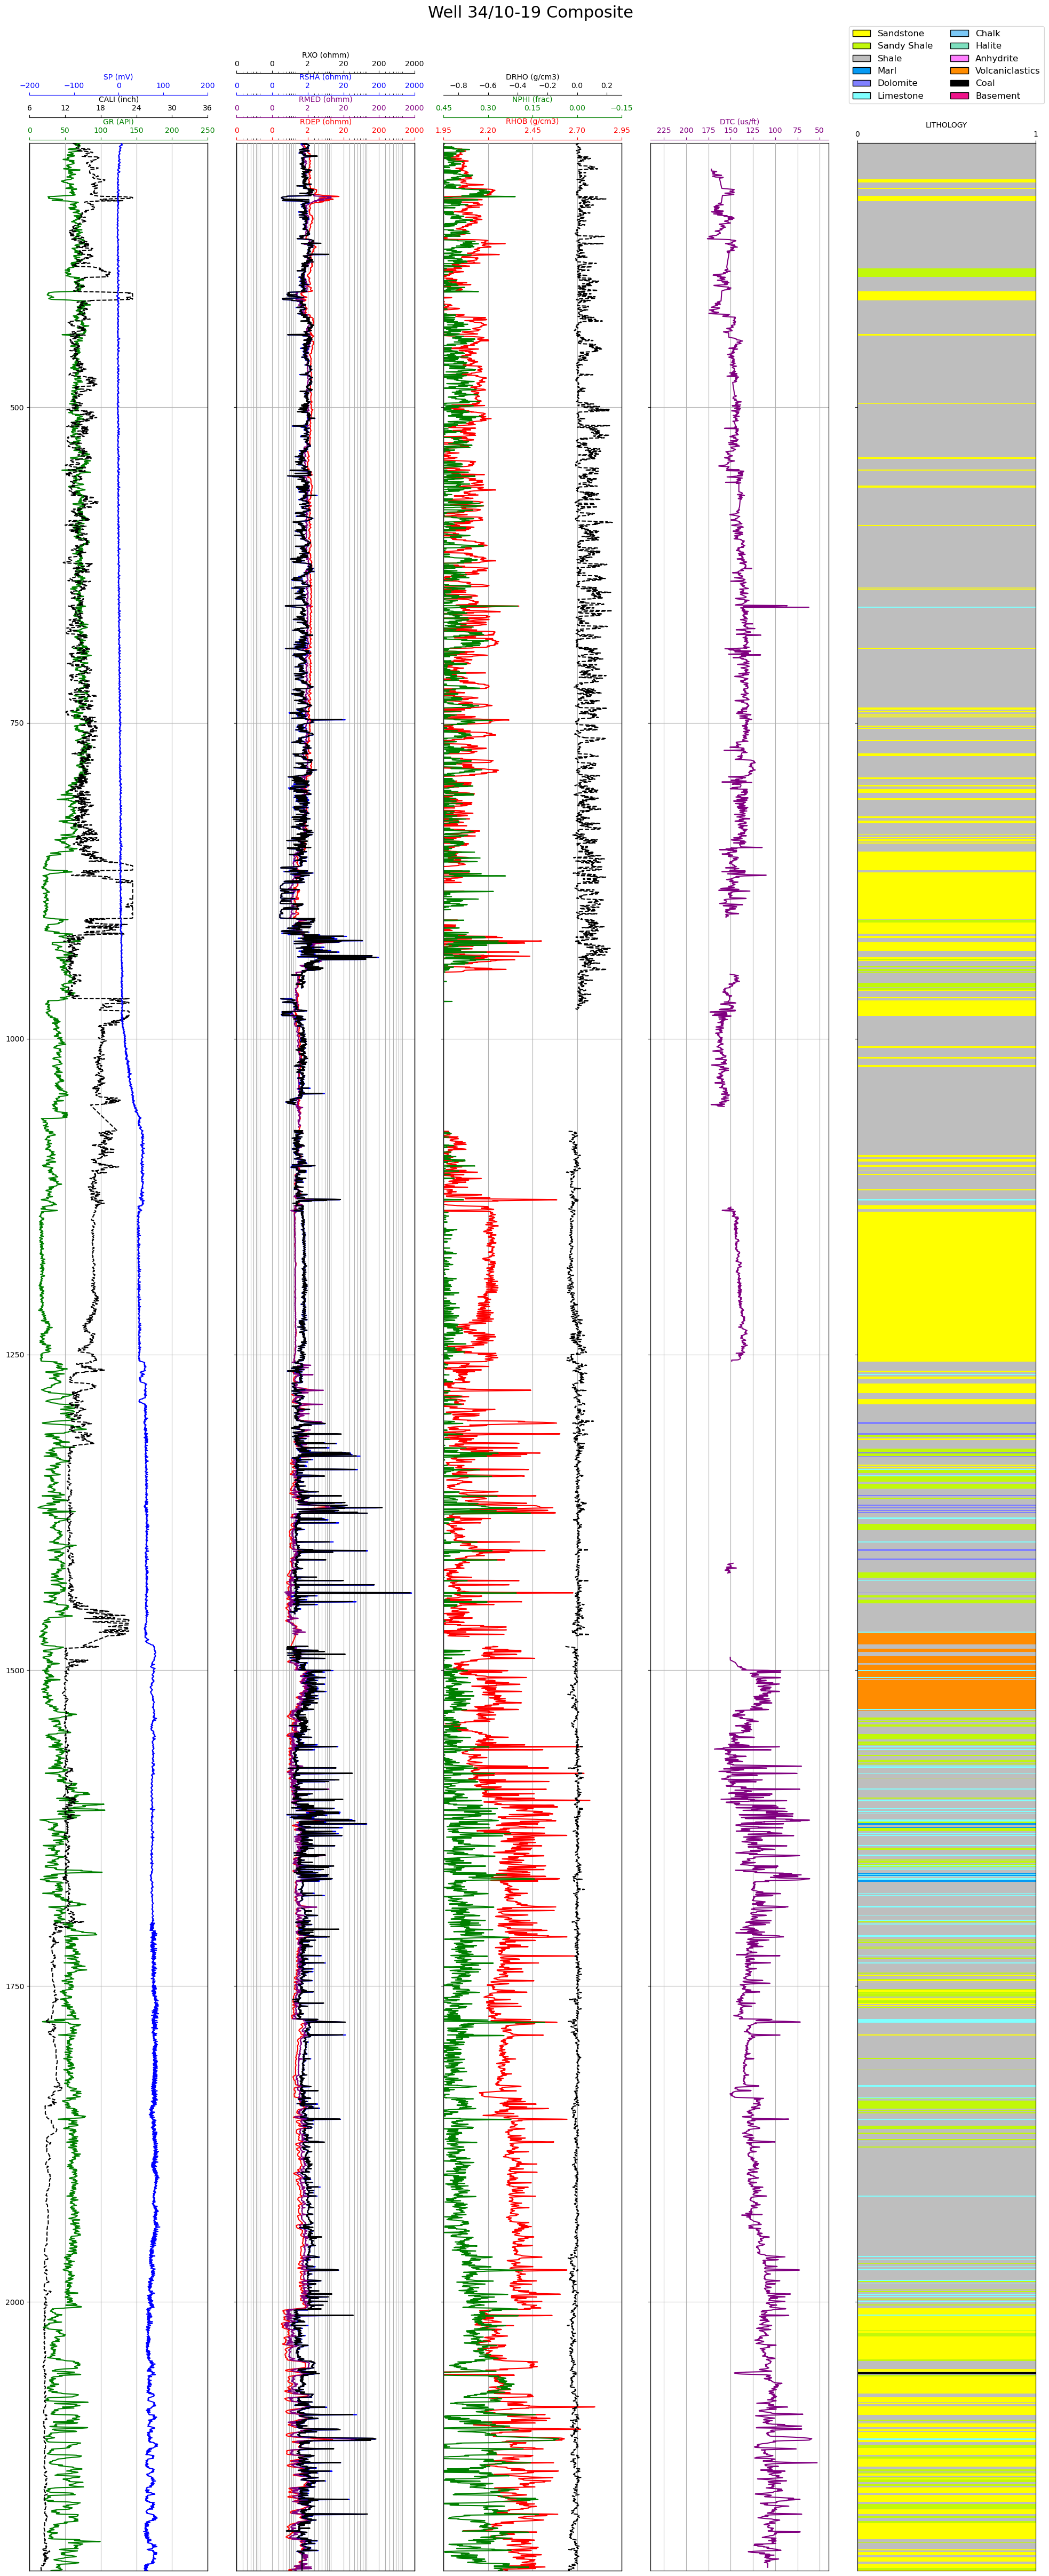 Well 34/10-19 Composite
Sandstone Chalk
Sandy Shale Halite
Shale Anhydrite
Marl Volcaniclastics
Dolomite Coal
Limestone Basement
RXO (ohmm)
0 0 2 20 200 2000
SP (mV) RSHA (ohmm) DRHO (g/cm3)
−200 −100 0 100 200 0 0 2 20 200 2000 −0.8 −0.6 −0.4 −0.2 0.0 0.2
CALI (inch) RMED (ohmm) NPHI (frac)
6 12 18 24 30 36 0 0 2 20 200 2000 0.45 0.30 0.15 0.00 −0.15
GR (API) RDEP (ohmm) RHOB (g/cm3) DTC (us/ft) LITHOLOGY
0 50 100 150 200 250 0 0 2 20 200 2000 1.95 2.20 2.45 2.70 2.95 225 200 175 150 125 100 75 50 0 1
500
750
1000
1250
1500
1750
2000